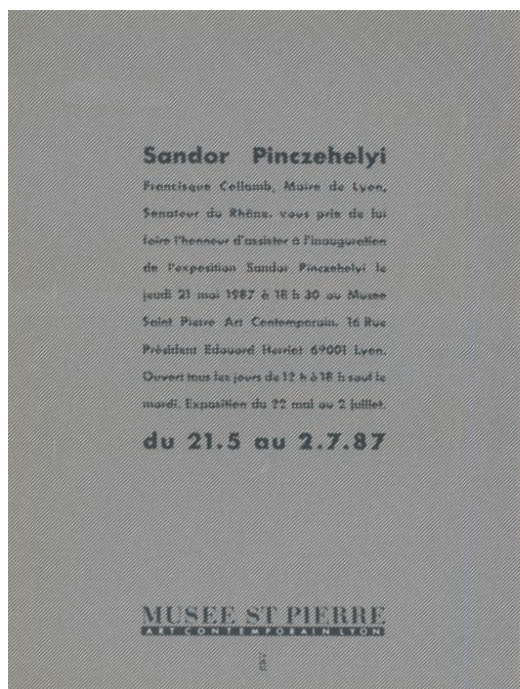 Sandor Pinczehelyi
Francisque Collomb, Maire de Lyon,
Senateur du Rhône, vous prie de lui
faire l'honneur d'assister à l'inauguration
de l'exposition Sandor Pinczehelyi le
jeudi 21 mai 1987 à 18 h 30 au Musee
Saint Pierre Art Contemporain, 16 Rue
Président Edouard Herriot 69001 Lyon.
Ouvert tous les jours de 12 h à 18 h sauf le
mardi. Exposition du 22 mai au 2 juillet.
du 21.5 au 2.7.87
MUSEE ST PIERRE
ART CONTEMPORAIN LYON